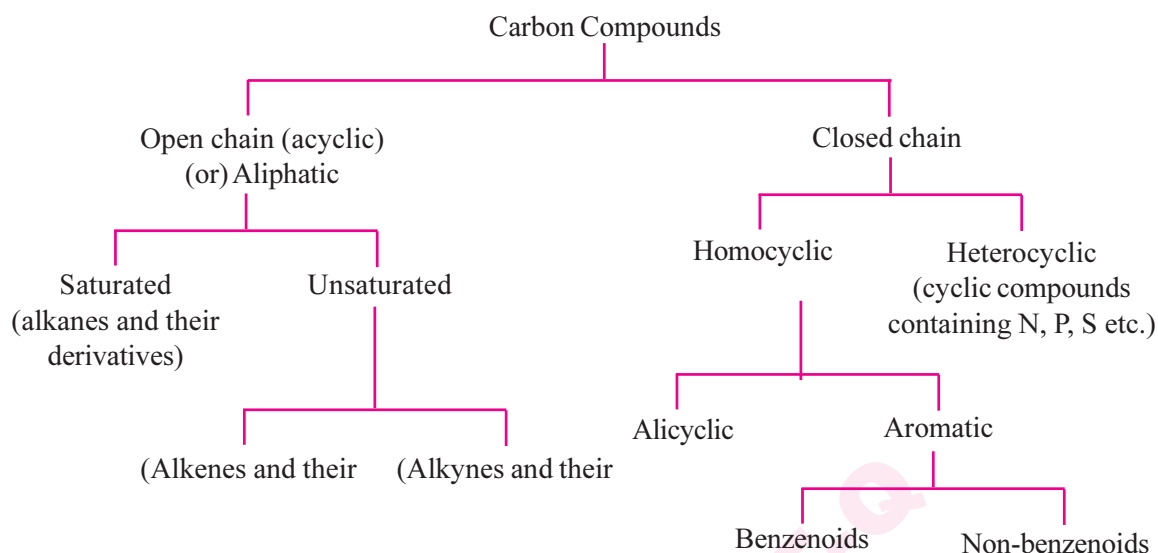 Carbon Compounds
Open chain (acyclic)
(or) Aliphatic
Closed chain
Saturated
(alkanes and their
derivatives)
Unsaturated
Homocyclic
Heterocyclic
(cyclic compounds
containing N, P, S etc.)
(Alkenes and their
(Alkynes and their
Alicyclic
Aromatic
Benzenoids
Non-benzenoids